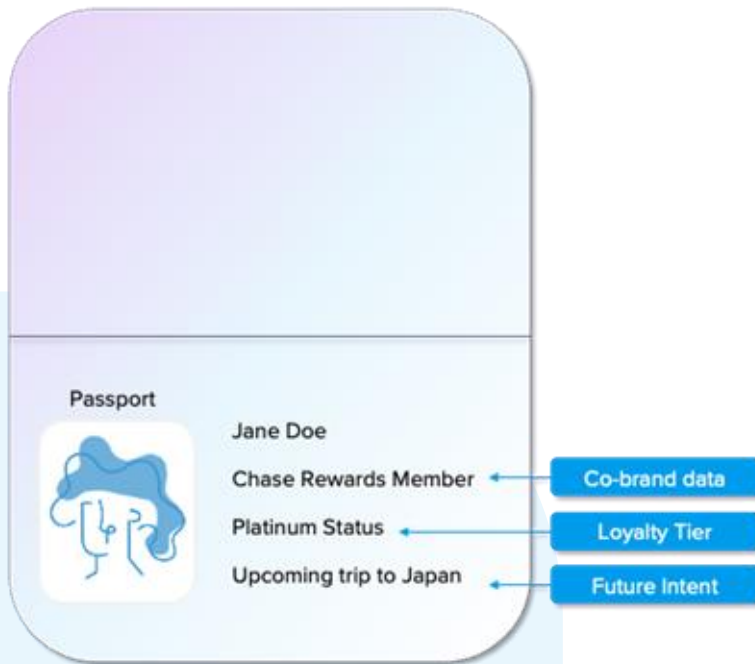 Passport
Jane Doe
Chase Rewards Member
Co-brand data
Platinum Status
Loyalty Tier
Upcoming trip to Japan
Future Intent